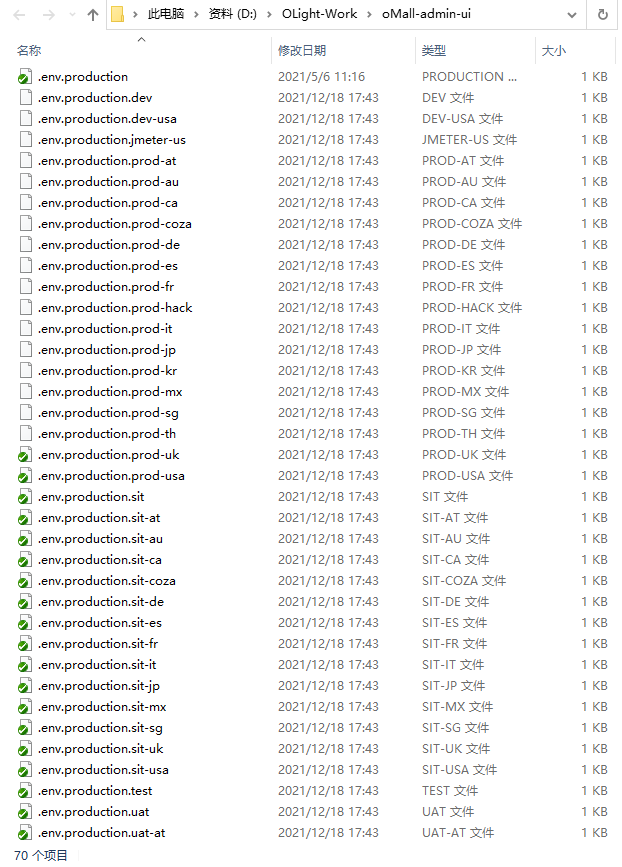 此电脑 › 资料 (D:) › OLight-Work › oMall-admin-ui
名称 修改日期 类型 大小
.env.production 2021/5/6 11:16 PRODUCTION ... 1 KB
.env.production.dev 2021/12/18 17:43 DEV 文件 1 KB
.env.production.dev-usa 2021/12/18 17:43 DEV-USA 文件 1 KB
.env.production.jmeter-us 2021/12/18 17:43 JMETER-US 文件 1 KB
.env.production.prod-at 2021/12/18 17:43 PROD-AT 文件 1 KB
.env.production.prod-au 2021/12/18 17:43 PROD-AU 文件 1 KB
.env.production.prod-ca 2021/12/18 17:43 PROD-CA 文件 1 KB
.env.production.prod-coza 2021/12/18 17:43 PROD-COZA 文件 1 KB
.env.production.prod-de 2021/12/18 17:43 PROD-DE 文件 1 KB
.env.production.prod-es 2021/12/18 17:43 PROD-ES 文件 1 KB
.env.production.prod-fr 2021/12/18 17:43 PROD-FR 文件 1 KB
.env.production.prod-hack 2021/12/18 17:43 PROD-HACK 文件 1 KB
.env.production.prod-it 2021/12/18 17:43 PROD-IT 文件 1 KB
.env.production.prod-jp 2021/12/18 17:43 PROD-JP 文件 1 KB
.env.production.prod-kr 2021/12/18 17:43 PROD-KR 文件 1 KB
.env.production.prod-mx 2021/12/18 17:43 PROD-MX 文件 1 KB
.env.production.prod-sg 2021/12/18 17:43 PROD-SG 文件 1 KB
.env.production.prod-th 2021/12/18 17:43 PROD-TH 文件 1 KB
.env.production.prod-uk 2021/12/18 17:43 PROD-UK 文件 1 KB
.env.production.prod-usa 2021/12/18 17:43 PROD-USA 文件 1 KB
.env.production.sit 2021/12/18 17:43 SIT 文件 1 KB
.env.production.sit-at 2021/12/18 17:43 SIT-AT 文件 1 KB
.env.production.sit-au 2021/12/18 17:43 SIT-AU 文件 1 KB
.env.production.sit-ca 2021/12/18 17:43 SIT-CA 文件 1 KB
.env.production.sit-coza 2021/12/18 17:43 SIT-COZA 文件 1 KB
.env.production.sit-de 2021/12/18 17:43 SIT-DE 文件 1 KB
.env.production.sit-es 2021/12/18 17:43 SIT-ES 文件 1 KB
.env.production.sit-fr 2021/12/18 17:43 SIT-FR 文件 1 KB
.env.production.sit-it 2021/12/18 17:43 SIT-IT 文件 1 KB
.env.production.sit-jp 2021/12/18 17:43 SIT-JP 文件 1 KB
.env.production.sit-mx 2021/12/18 17:43 SIT-MX 文件 1 KB
.env.production.sit-sg 2021/12/18 17:43 SIT-SG 文件 1 KB
.env.production.sit-uk 2021/12/18 17:43 SIT-UK 文件 1 KB
.env.production.sit-usa 2021/12/18 17:43 SIT-USA 文件 1 KB
.env.production.test 2021/12/18 17:43 TEST 文件 1 KB
.env.production.uat 2021/12/18 17:43 UAT 文件 1 KB
.env.production.uat-at 2021/12/18 17:43 UAT-AT 文件 1 KB
70 个项目